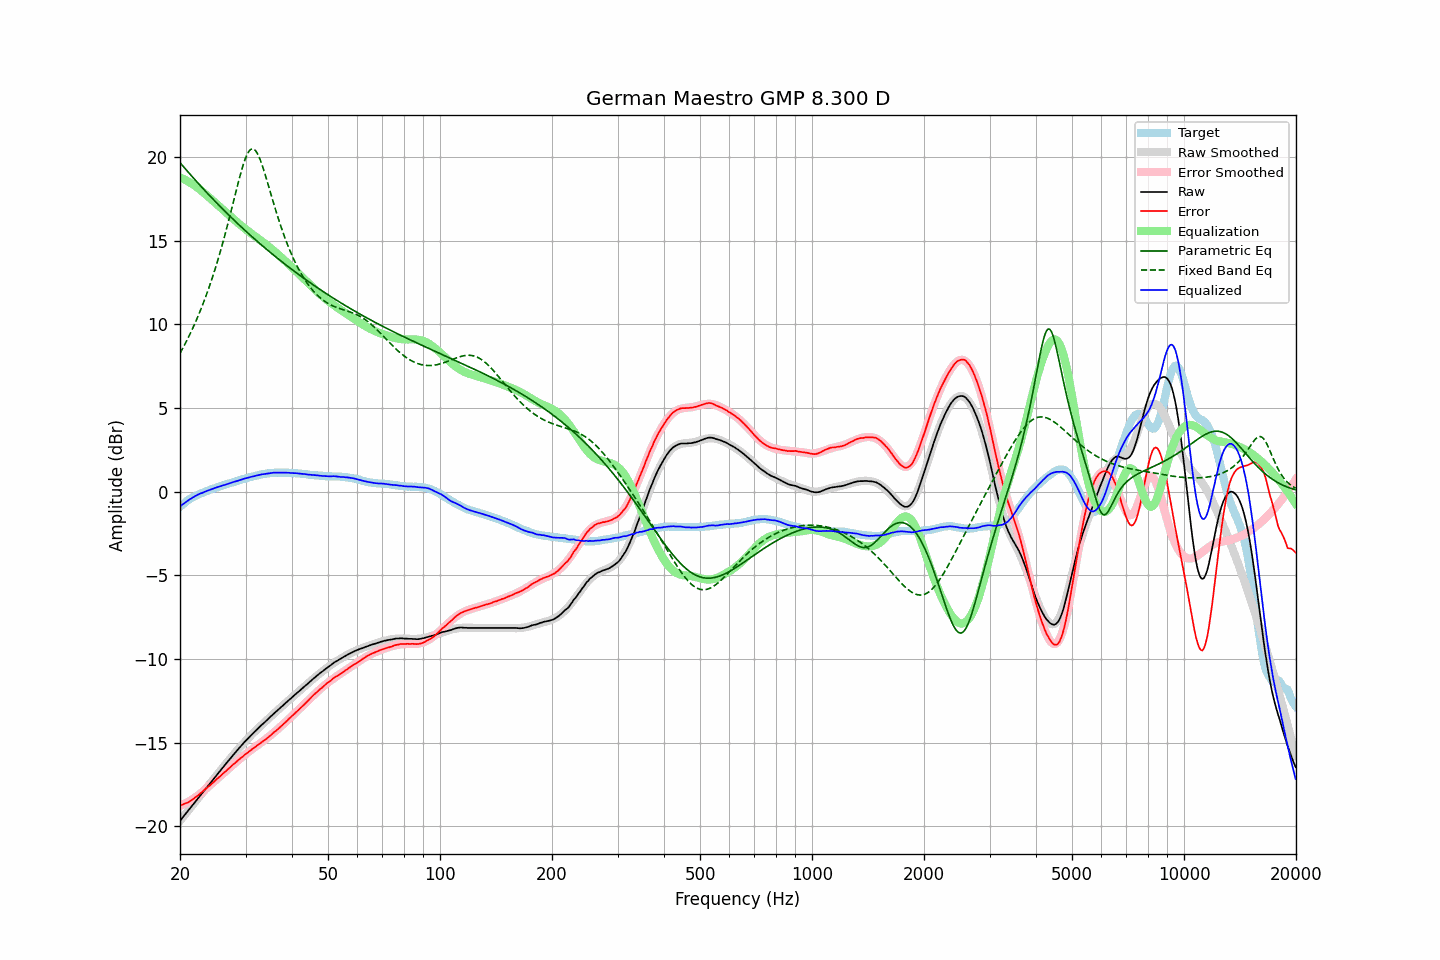 German Maestro GMP 8.300 D
Target
Raw Smoothed
Error Smoothed
Raw
Error
Equalization
Parametric Eq
Fixed Band Eq
Equalized
Amplitude (dBr)
20
15
10
5
0
−5
−10
−15
−20
20 50 100 200 500 1000 2000 5000 10000 20000
Frequency (Hz)